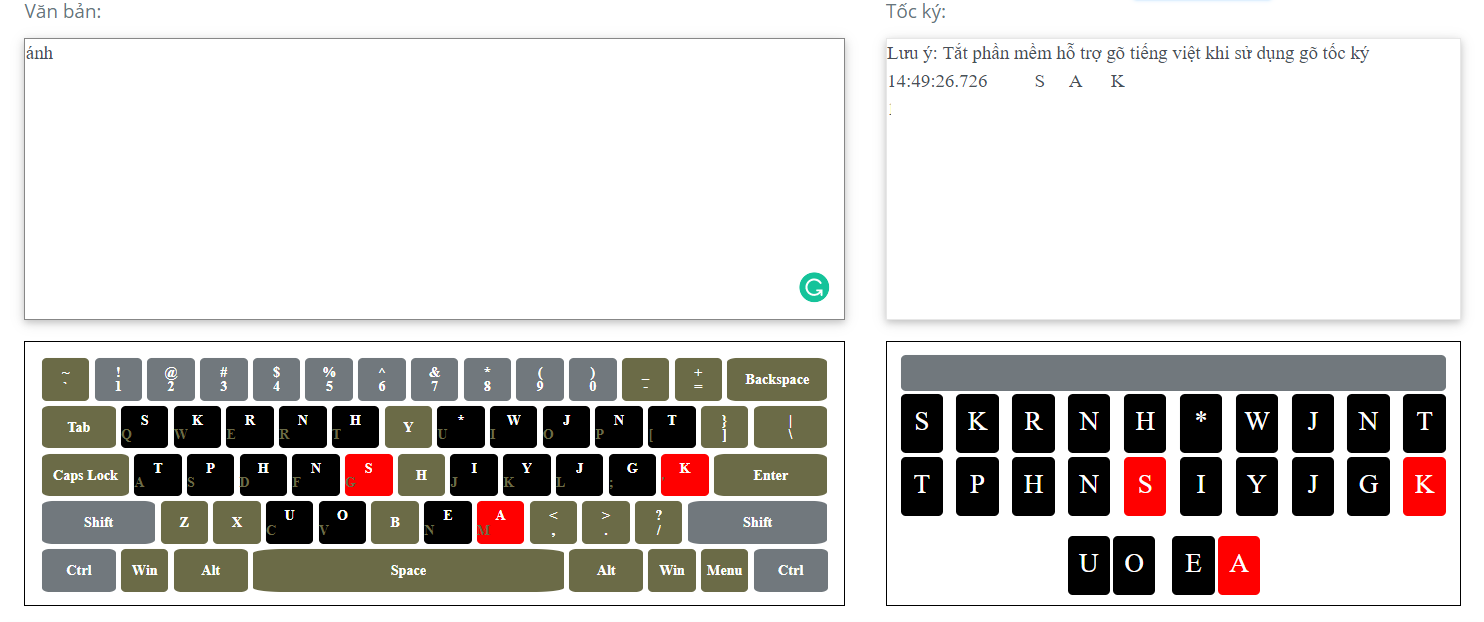 Văn bản:
ánh
Tốc ký:
Lưu ý: Tắt phần mềm hỗ trợ gõ tiếng việt khi sử dụng gõ tốc ký
14:49:26.726 S A K
~ ` ! 1 @ 2 # 3 $ 4 % 5 ^ 6 & 7 * 8 ( 9 ) 0 _ - + = Backspace
Tab S Q K W R E N R H T Y * U W I J O N P T [ } ] | \
Caps Lock T A P S H D N F S G H I J Y K J L G ; K ' Enter
Shift Z X U C O V B E N A M < , > . ? / Shift
Ctrl Win Alt Space Alt Win Menu Ctrl
S K R N H * W J N T
T P H N S I Y J G K
U O E A